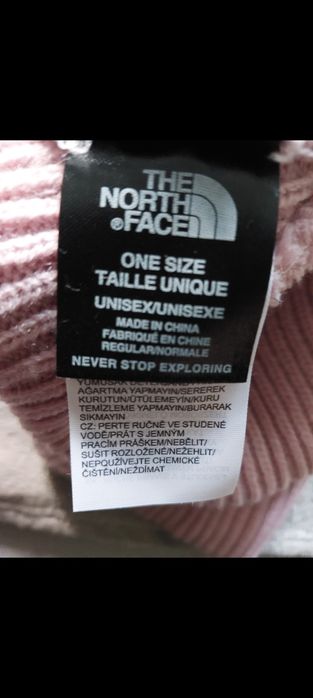 THE
NORTH
®FACE
ONE SIZE
TAILLE UNIQUE
UNISEX/UNISEXE
MADE IN CHINA
FABRIQUÉ EN CHINE
REGULAR/NORMALE
NEVER STOP EXPLORING
YUMUŞAK
AĞARTMA YAPMAYIN/SEREREK
KURUTUN/ÜTÜLEMEYİN/KURU
TEMİZLEME YAPMAYIN/BURARAK
SIKMAYIN
CZ: PERTE RUČNĚ VE STUDENÉ
VODĚ/PRÁT S JEMNÝM
PRACÍM PRÁŠKEM/NEBĚLIT/
SUŠIT ROZLOŽENÉ/NEŽEHLIT/
NEPOUŽÍVEJTE CHEMICKÉ
ČIŠTĚNÍ/NEŽDÍMAT